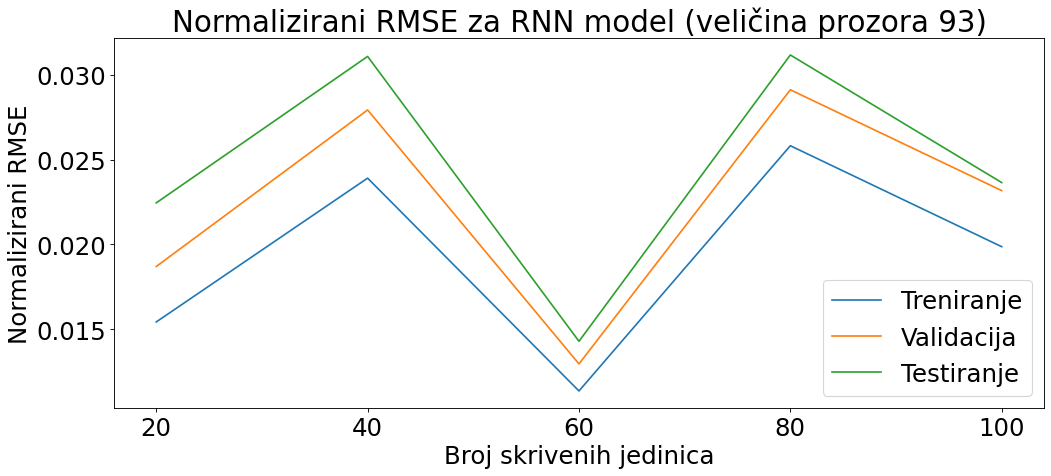 Normalizirani RMSE za RNN model (veličina prozora 93)
Normalizirani RMSE
0.030
0.025
0.020
0.015
20 40 60 80 100
Broj skrivenih jedinica
Treniranje
Validacija
Testiranje